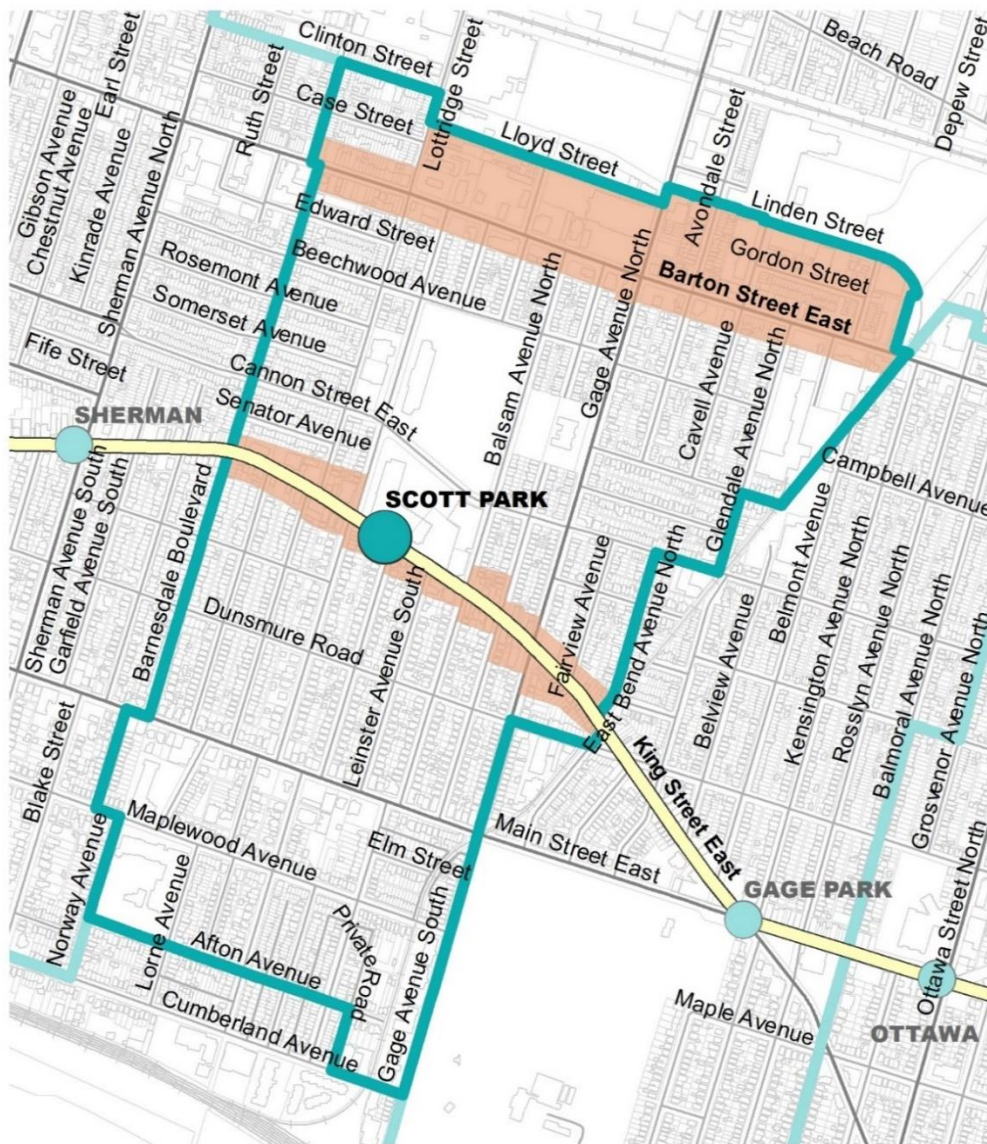 Clinton Street
Beach Road
Depew Street
Earl Street
Ruth Street
Case Street
Lottridge Street
Lloyd Street
Avondale Street
Linden Street
Gibson Avenue
Chestnut Avenue
Kinrade Avenue
Sherman Avenue North
Edward Street
Beechwood Avenue
Rosemont Avenue
Somerset Avenue
Gordon Street
Barton Street East
Balsam Avenue North
Gage Avenue North
Fife Street
Cannon Street East
Senator Avenue
Cavell Avenue
Glendale Avenue North
SHERMAN
SCOTT PARK
Campbell Avenue
Sherman Avenue South
Garfield Avenue South
Barnesdale Boulevard
Dunsmure Road
Leinster Avenue South
Fairview Avenue
East Bend Avenue North
Belview Avenue
Belmont Avenue
Kensington Avenue North
Rosslyn Avenue North
Balmoral Avenue North
Grosvenor Avenue North
Blake Street
Maplewood Avenue
Elm Street
Main Street East
King Street East
GAGE PARK
Norway Avenue
Lorne Avenue
Afton Avenue
Private Road
Gage Avenue South
Cumberland Avenue
Maple Avenue
Ottawa Street North
OTTAWA